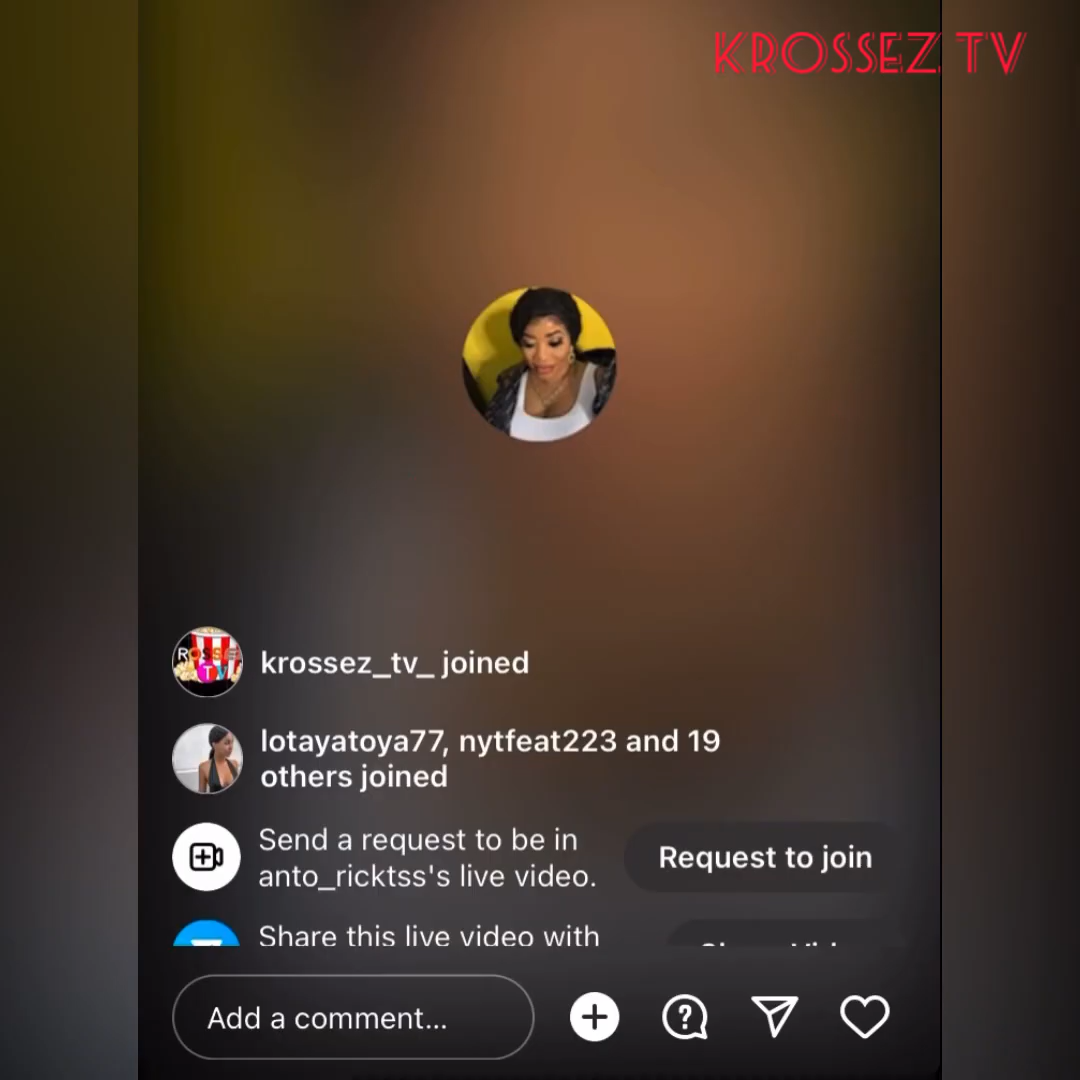 KROSSEZ TV
krossez_tv_ joined
lotayatoya77, nytfeat223 and 19
others joined
Send a request to be in
anto_ricktss's live video.
Request to join
Share this live video with
Add a comment...